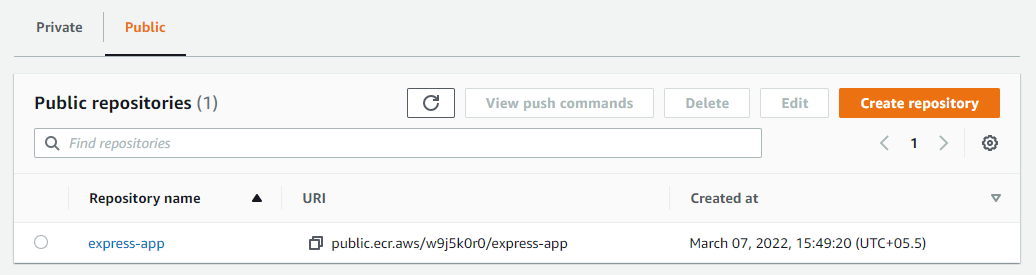 Private Public
Public repositories (1) View push commands Delete Edit Create repository
Find repositories 1
Repository name URI Created at
express-app public.ecr.aws/w9j5k0r0/express-app March 07, 2022, 15:49:20 (UTC+05.5)